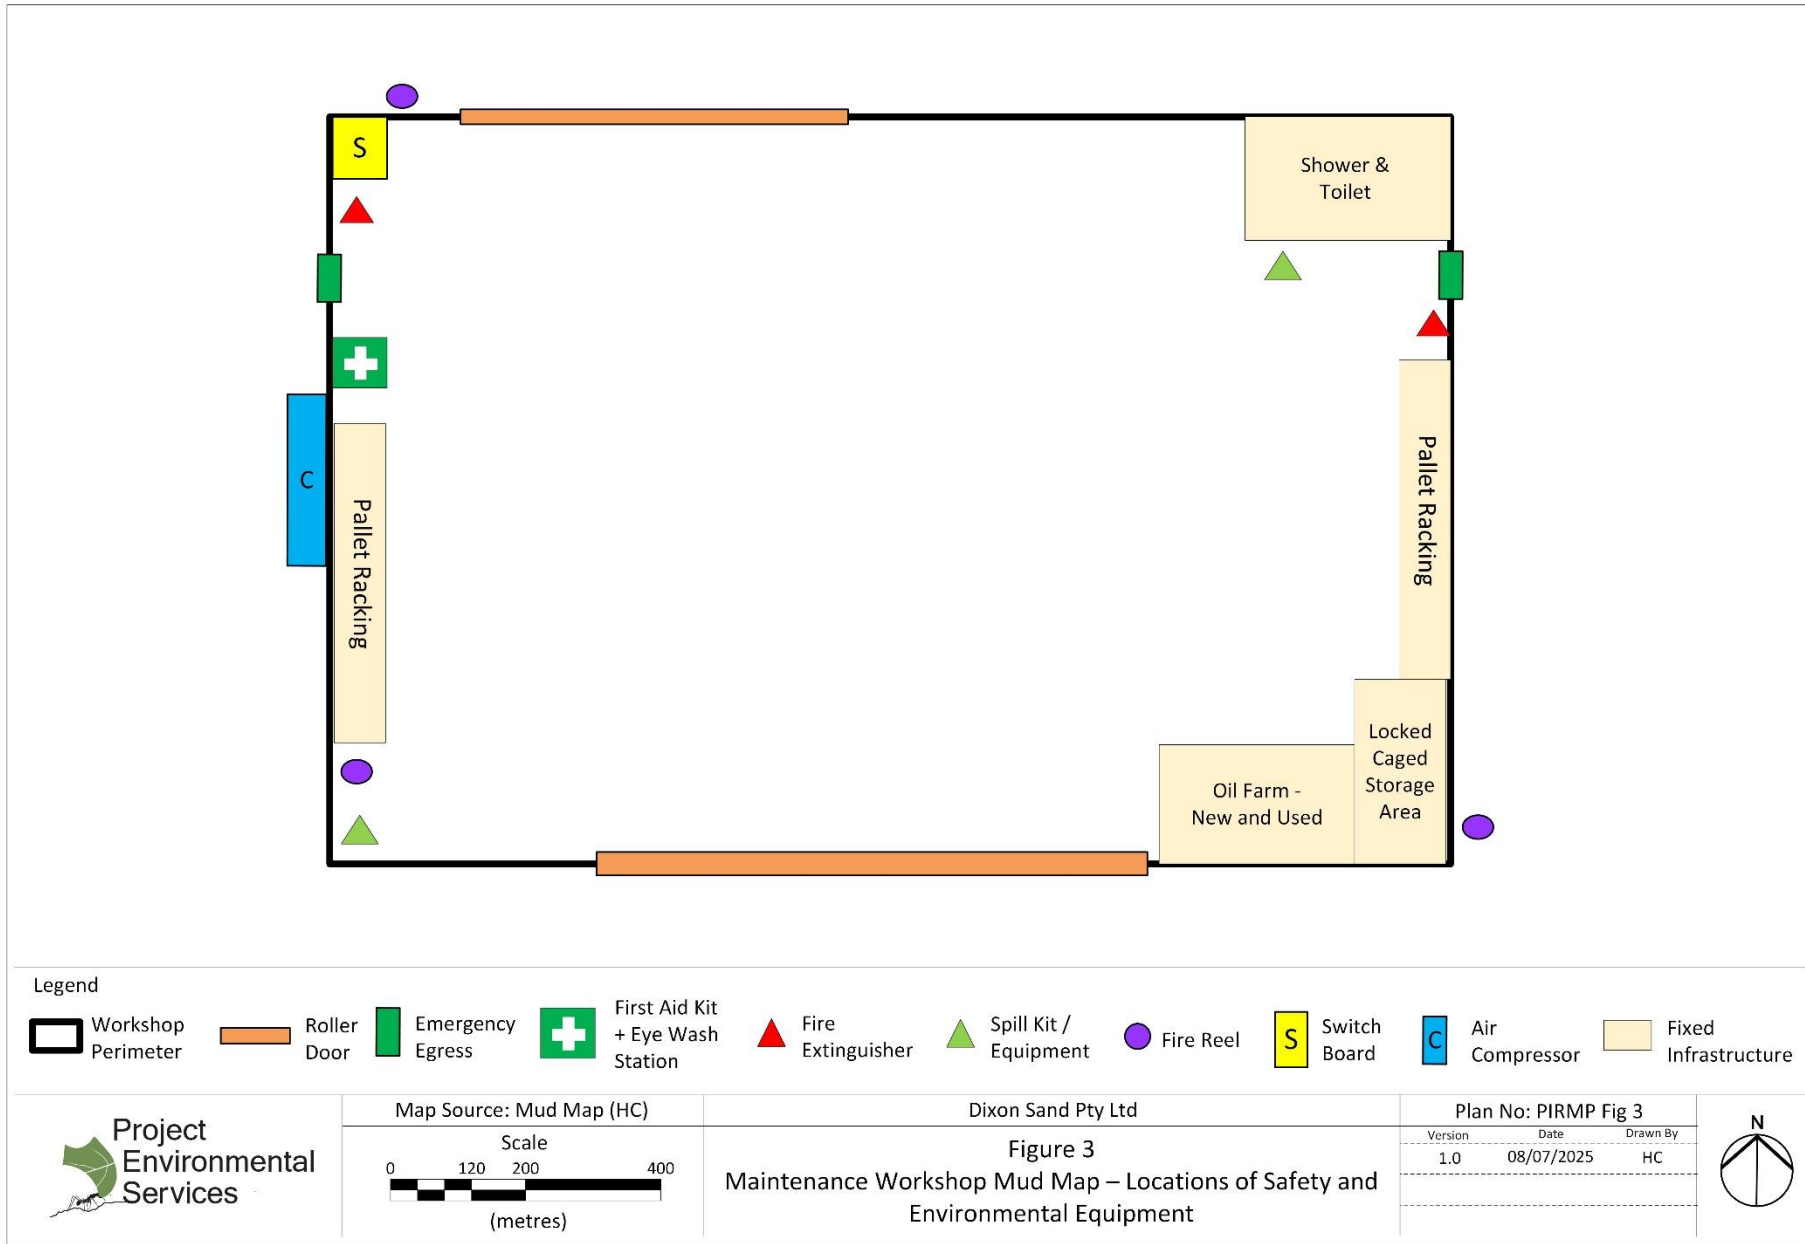 S
Shower &
Toilet
C
Pallet Racking
Pallet Racking
Locked
Caged
Storage
Area
Oil Farm -
New and Used
Legend
Workshop
Perimeter
Roller
Door
Emergency
Egress
First Aid Kit
+ Eye Wash
Station
Fire
Extinguisher
Spill Kit /
Equipment
Fire Reel
S
Switch
Board
C
Air
Compressor
Fixed
Infrastructure
Project
Environmental
Services
Map Source: Mud Map (HC)
Scale
0 120 200 400
(metres)
Dixon Sand Pty Ltd
Figure 3
Maintenance Workshop Mud Map – Locations of Safety and
Environmental Equipment
Plan No: PIRMP Fig 3
Version Date Drawn By
1.0 08/07/2025 HC
N